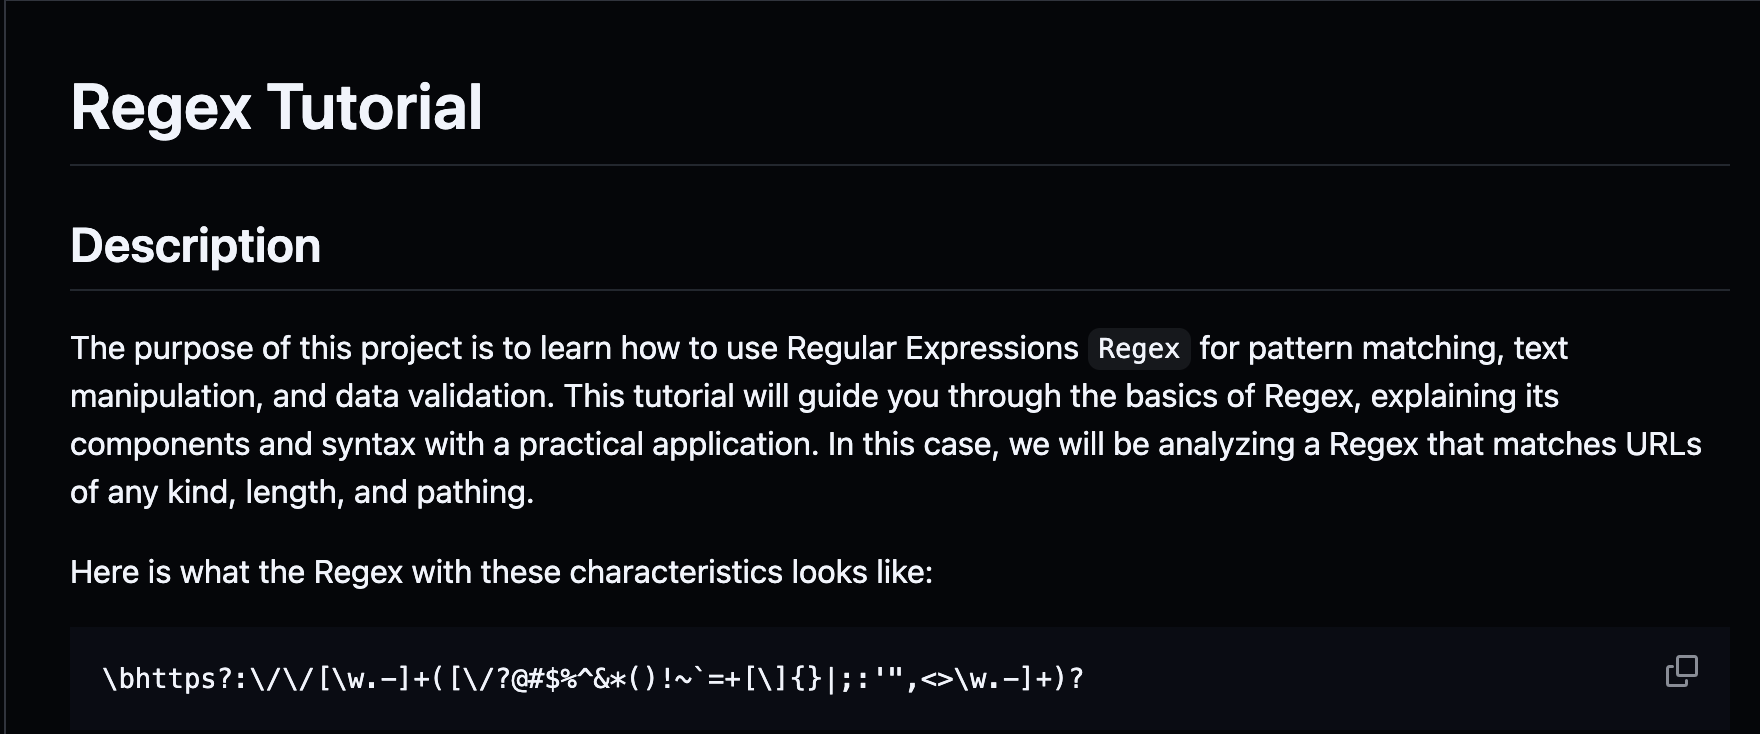 Regex Tutorial
Description
The purpose of this project is to learn how to use Regular Expressions Regex for pattern matching, text
manipulation, and data validation. This tutorial will guide you through the basics of Regex, explaining its
components and syntax with a practical application. In this case, we will be analyzing a Regex that matches URLs
of any kind, length, and pathing.
Here is what the Regex with these characteristics looks like:
\bhttps?:\/\/[\w.-]+([\/?@#$%^&*()!~`=+[\]{}|;:'",<>\w.-]+)?